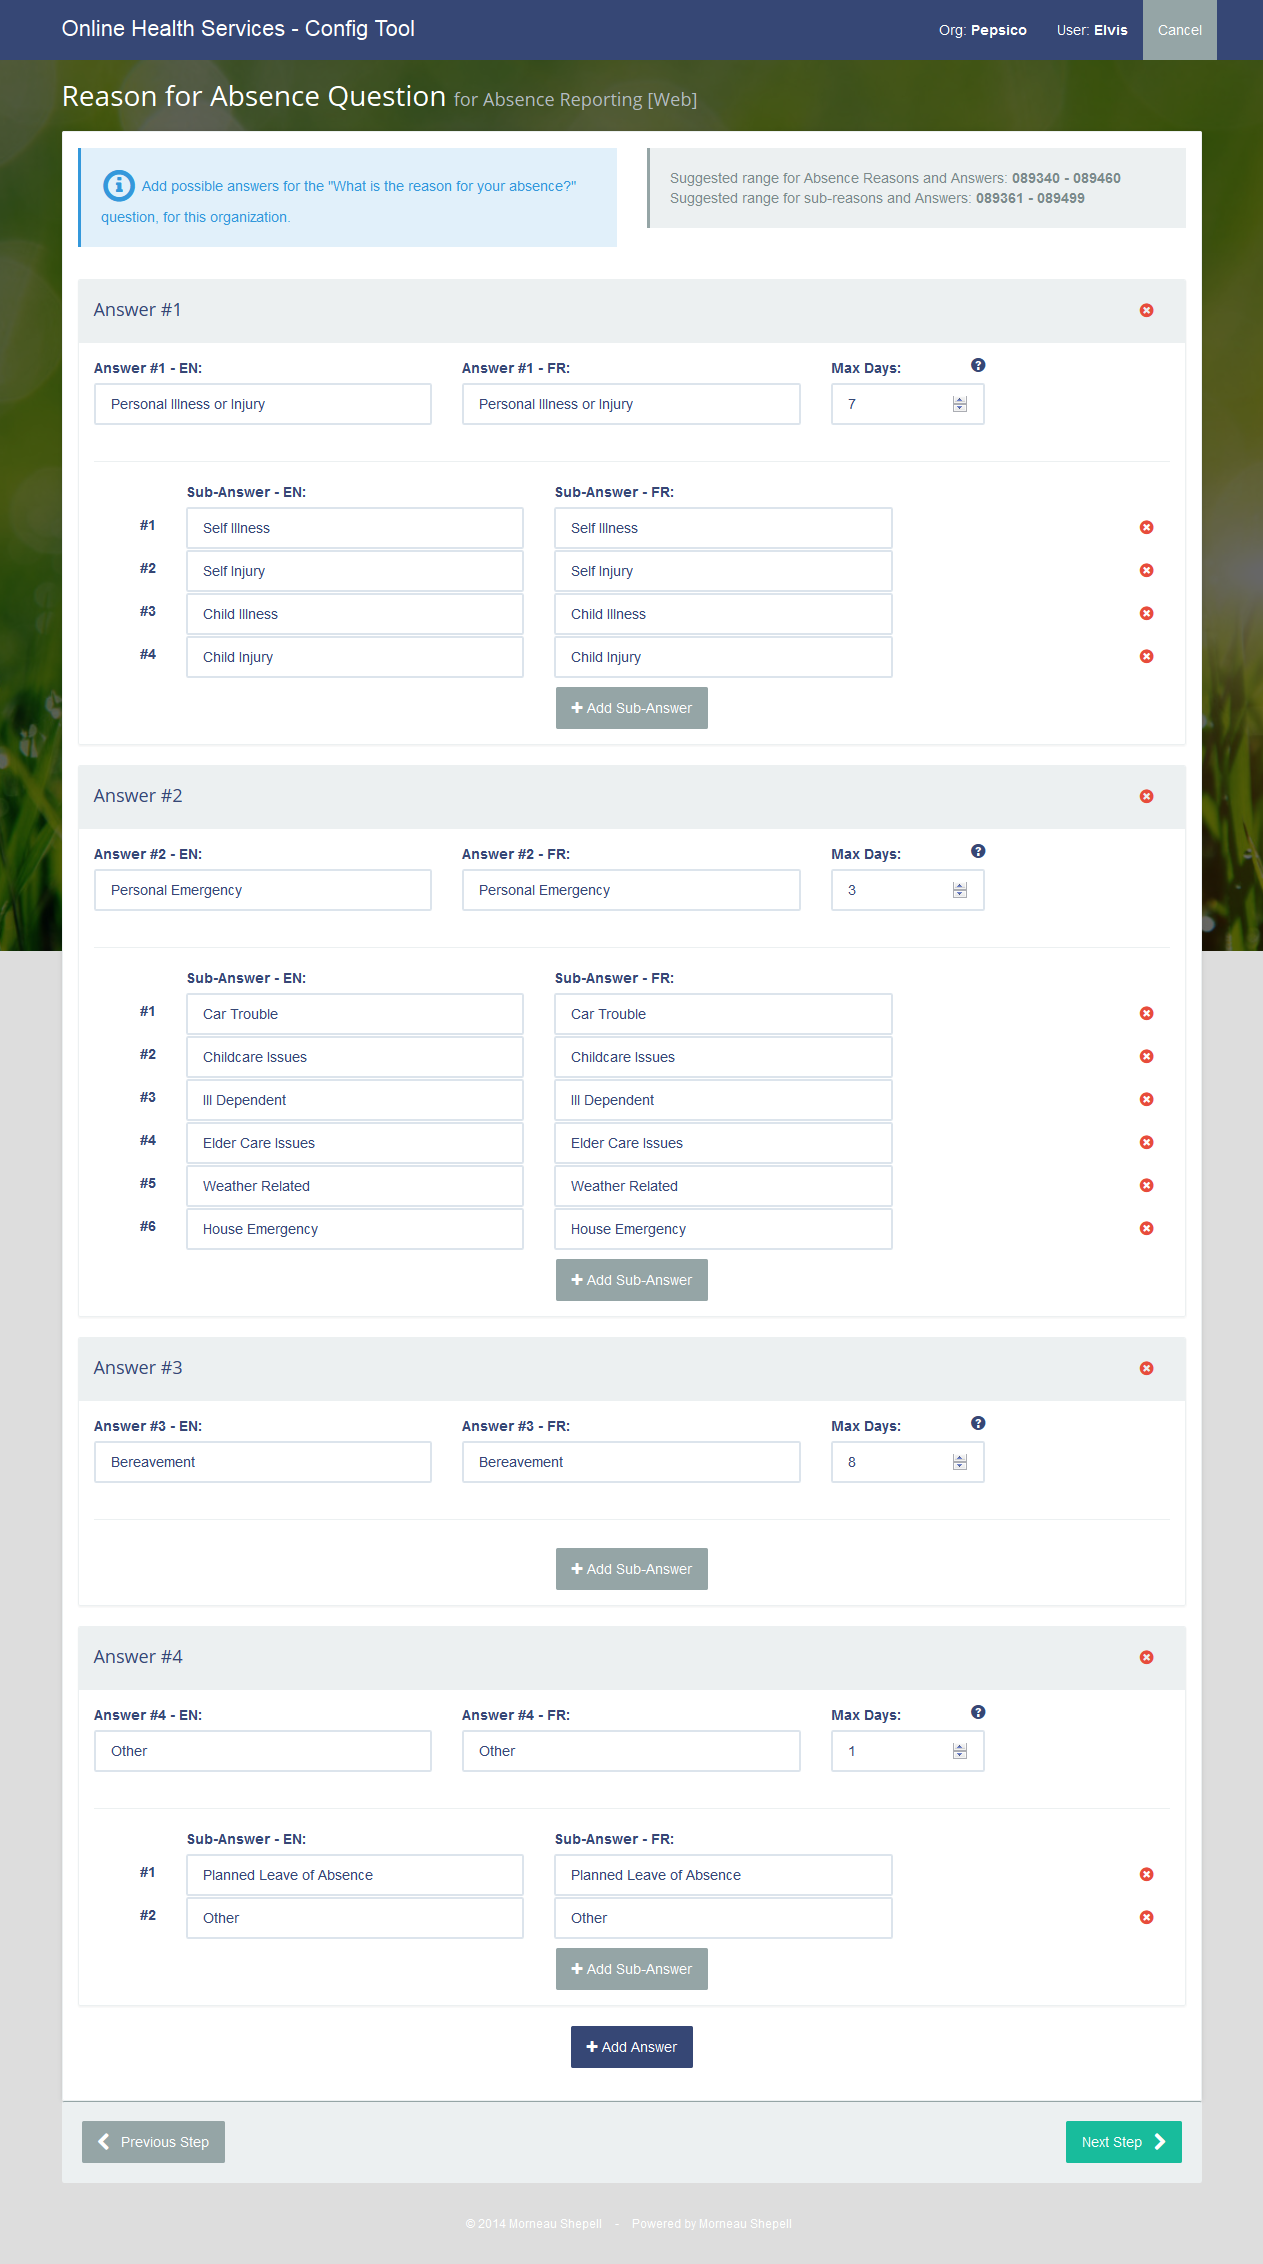 Online Health Services - Config Tool
Org: Pepsico User: Elvis Cancel
Reason for Absence Question for Absence Reporting [Web]
Add possible answers for the "What is the reason for your absence?"
question, for this organization.
Suggested range for Absence Reasons and Answers: 089340 - 089460
Suggested range for sub-reasons and Answers: 089361 - 089499
Answer #1
Answer #1 - EN: Answer #1 - FR: Max Days:
Personal Illness or Injury Personal Illness or Injury 7
Sub-Answer - EN: Sub-Answer - FR:
#1 Self Illness Self Illness
#2 Self Injury Self Injury
#3 Child Illness Child Illness
#4 Child Injury Child Injury
Add Sub-Answer
Answer #2
Answer #2 - EN: Answer #2 - FR: Max Days:
Personal Emergency Personal Emergency 3
Sub-Answer - EN: Sub-Answer - FR:
#1 Car Trouble Car Trouble
#2 Childcare Issues Childcare Issues
#3 Ill Dependent Ill Dependent
#4 Elder Care Issues Elder Care Issues
#5 Weather Related Weather Related
#6 House Emergency House Emergency
Add Sub-Answer
Answer #3
Answer #3 - EN: Answer #3 - FR: Max Days:
Bereavement Bereavement 8
Add Sub-Answer
Answer #4
Answer #4 - EN: Answer #4 - FR: Max Days:
Other Other 1
Sub-Answer - EN: Sub-Answer - FR:
#1 Planned Leave of Absence Planned Leave of Absence
#2 Other Other
Add Sub-Answer
Add Answer
Previous Step Next Step
© 2014 Morneau Shepell - Powered by Morneau Shepell